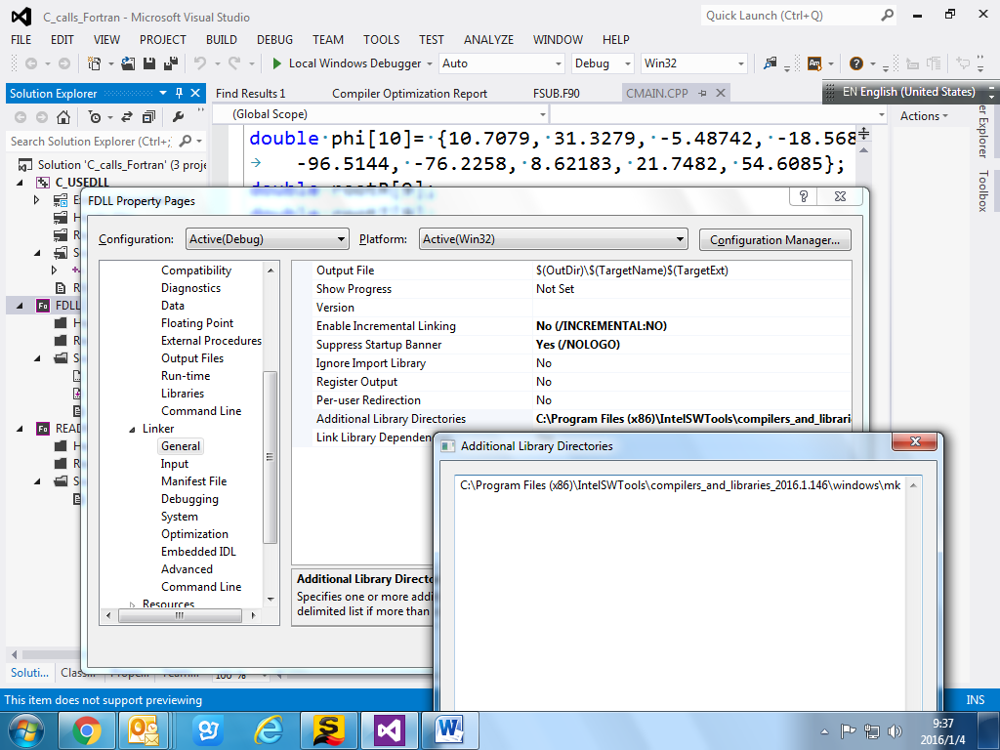 C_calls_Fortran - Microsoft Visual Studio
Quick Launch (Ctrl+Q)
FILE EDIT VIEW PROJECT BUILD DEBUG TEAM TOOLS TEST ANALYZE WINDOW HELP
Local Windows Debugger Auto Debug Win32
Solution Explorer
Find Results 1 Compiler Optimization Report FSUB.F90 CMAIN.CPP
EN English (United States)
(Global Scope)
Actions
Search Solution Explorer (Ctrl+;)
Toolbox
double phi[10]= {10.7079, 31.3279, -5.48742, -18.568
-96.5144, -76.2258, 8.62183, 21.7482, 54.6085};
Solution 'C_calls_Fortran' (3 proje
C_USEDLL
FDLL
READ
FDLL Property Pages
Configuration: Active(Debug) Platform: Active(Win32) Configuration Manager...
Compatibility
Diagnostics
Data
Floating Point
External Procedures
Output Files
Run-time
Libraries
Command Line
Linker
General
Input
Manifest File
Debugging
System
Optimization
Embedded IDL
Advanced
Command Line
Resources
Output File $(OutDir)\$(TargetName)$(TargetExt)
Show Progress Not Set
Version
Enable Incremental Linking No (/INCREMENTAL:NO)
Suppress Startup Banner Yes (/NOLOGO)
Ignore Import Library No
Register Output No
Per-user Redirection No
Additional Library Directories C:\Program Files (x86)\IntelSWTools\compilers_and_librarie
Link Library Dependen
Additional Library Directo
Specifies one or more addi
delimited list if more than
Additional Library Directories
C:\Program Files (x86)\IntelSWTools\compilers_and_libraries_2016.1.146\windows\mk
Soluti... Class... Prope... Team...
100 %
This item does not support previewing
INS
9:37
2016/1/4